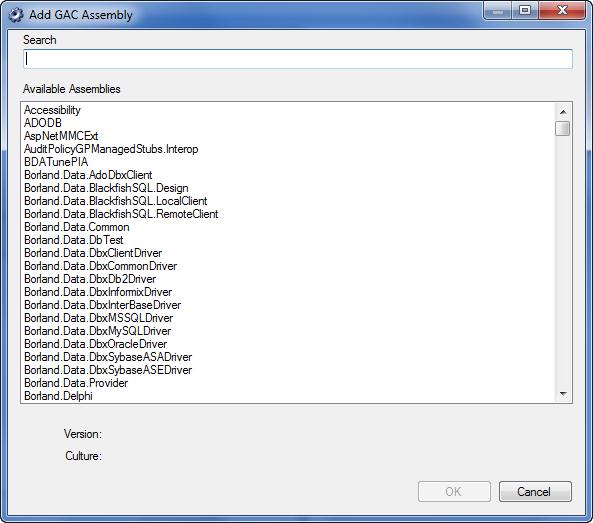 Add GAC Assembly
Search
Available Assemblies
Accessibility
ADODB
AspNetMMCExt
AuditPolicyGPManagedStubs.Interop
BDATunePIA
Borland.Data.AdoDbxClient
Borland.Data.BlackfishSQL.Design
Borland.Data.BlackfishSQL.LocalClient
Borland.Data.BlackfishSQL.RemoteClient
Borland.Data.Common
Borland.Data.DbTest
Borland.Data.DbxClientDriver
Borland.Data.DbxCommonDriver
Borland.Data.DbxDb2Driver
Borland.Data.DbxInformixDriver
Borland.Data.DbxInterBaseDriver
Borland.Data.DbxMSSQLDriver
Borland.Data.DbxMySQLDriver
Borland.Data.DbxOracleDriver
Borland.Data.DbxSybaseASADriver
Borland.Data.DbxSybaseASEDriver
Borland.Data.Provider
Borland.Delphi
Version:
Culture:
OK Cancel